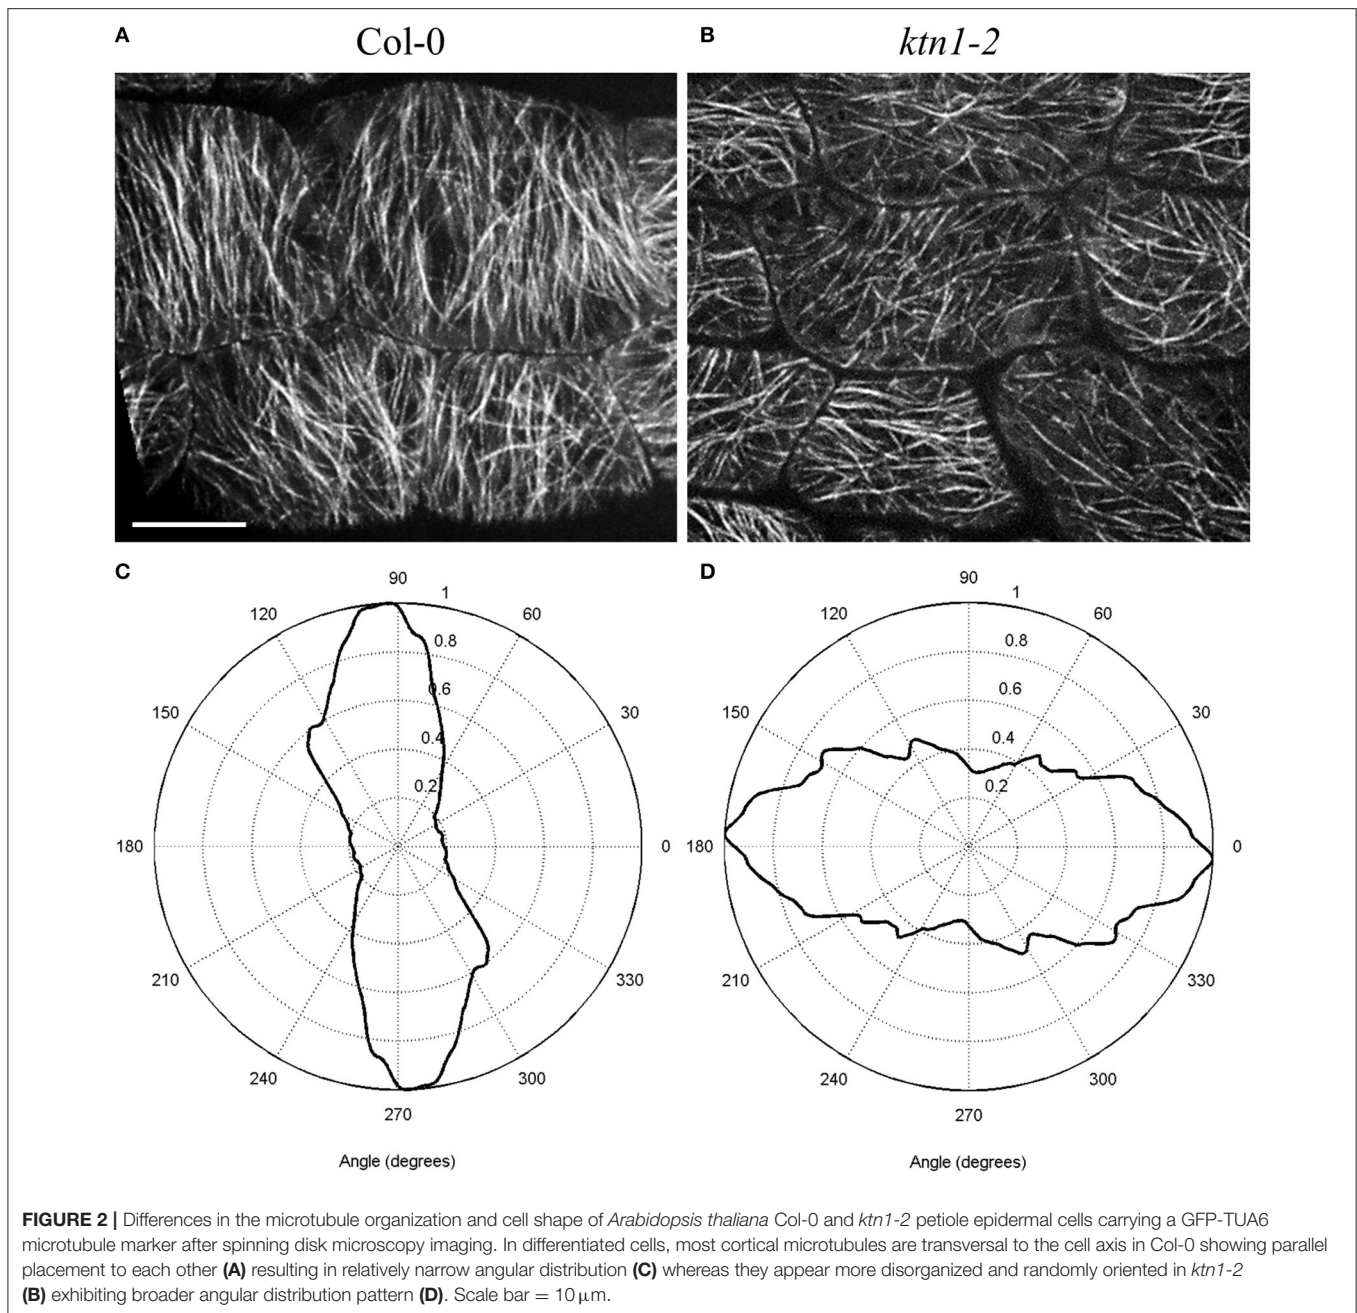 A Col-0 B ktn1-2
C D
90 90
120 1 60 120 1 60
0.8 0.8
0.6 0.6
150 30 150 30
0.4 0.4
0.2 0.2
180 0 180 0
210 330 210 330
240 300 240 300
270 270
Angle (degrees) Angle (degrees)
FIGURE 2 | Differences in the microtubule organization and cell shape of Arabidopsis thaliana Col-0 and ktn1-2 petiole epidermal cells carrying a GFP-TUA6
microtubule marker after spinning disk microscopy imaging. In differentiated cells, most cortical microtubules are transversal to the cell axis in Col-0 showing parallel
placement to each other (A) resulting in relatively narrow angular distribution (C) whereas they appear more disorganized and randomly oriented in ktn1-2
(B) exhibiting broader angular distribution pattern (D). Scale bar = 10 μm.